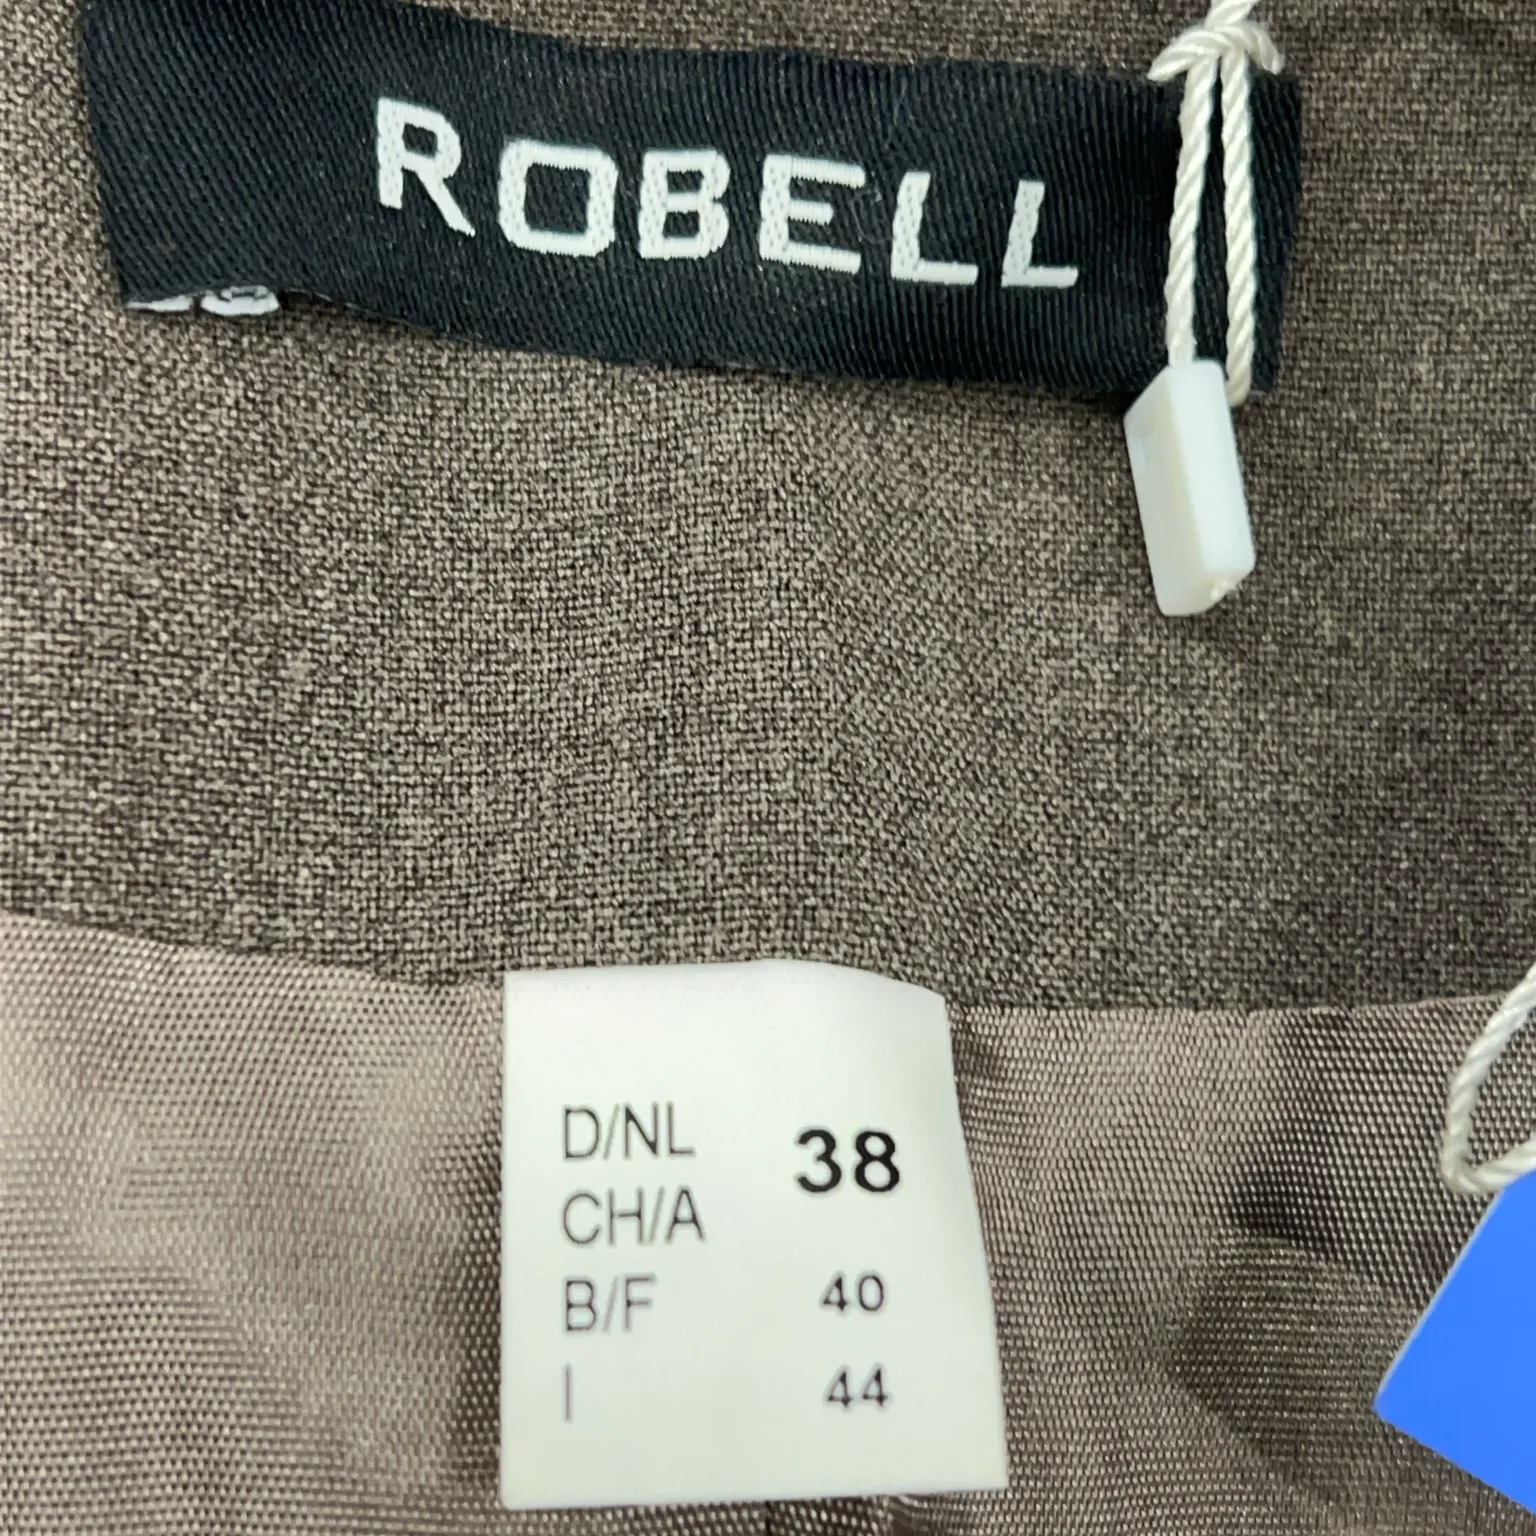 ROBELL
D/NL
CH/A 38
B/F 40
I 44